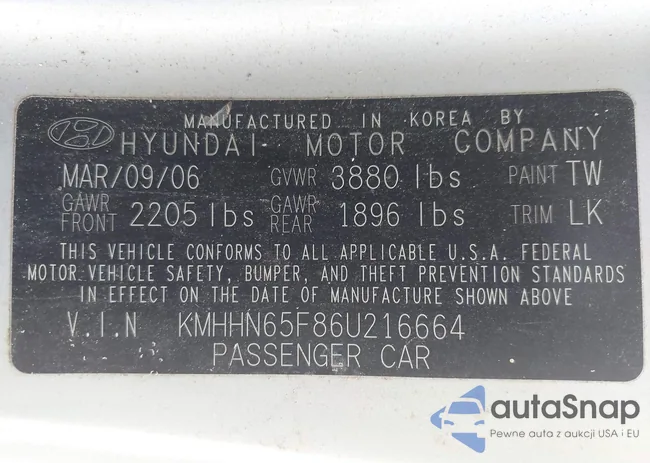 MANUFACTURED IN KOREA BY
HYUNDAI MOTOR COMPANY
MAR/09/06 GVWR 3880 lbs PAINT TW
GAWR FRONT 2205 lbs GAWR REAR 1896 lbs TRIM LK
THIS VEHICLE CONFORMS TO ALL APPLICABLE U.S.A. FEDERAL
MOTOR VEHICLE SAFETY, BUMPER, AND THEFT PREVENTION STANDARDS
IN EFFECT ON THE DATE OF MANUFACTURE SHOWN ABOVE
V.I.N KMHHN65F86U216664
PASSENGER CAR
autaSnap
Pewne auta z aukcji USA i EU